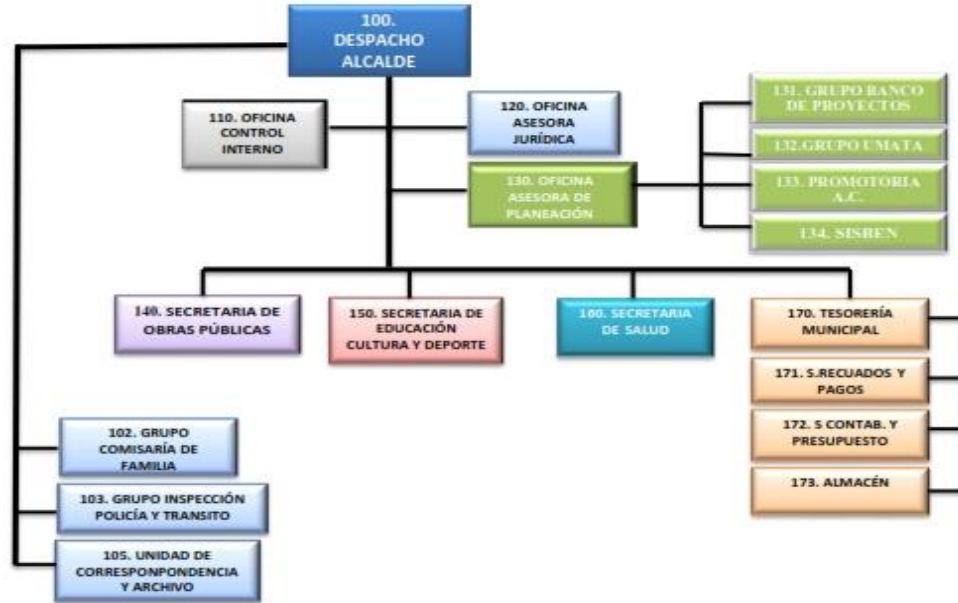 100.
DESPACHO
ALCALDE
110. OFICINA
CONTROL
INTERNO
120. OFICINA
ASESORA
JURÍDICA
130. OFICINA
ASESORA DE
PLANEACIÓN
131. GRUPO BANCO
DE PROYECTOS
132.GRUPO UMATA
133. PROMOTORIA
A.C.
134. SISBEN
140. SECRETARIA DE
OBRAS PÚBLICAS
150. SECRETARIA DE
EDUCACIÓN
CULTURA Y DEPORTE
160. SECRETARIA
DE SALUD
170. TESORERÍA
MUNICIPAL
171. S.RECUADOS Y
PAGOS
172. S CONTAB. Y
PRESUPUESTO
173. ALMACÉN
102. GRUPO
COMISARÍA DE
FAMILIA
103. GRUPO INSPECCIÓN
POLICÍA Y TRANSITO
105. UNIDAD DE
CORRESPONPONDENCIA
Y ARCHIVO